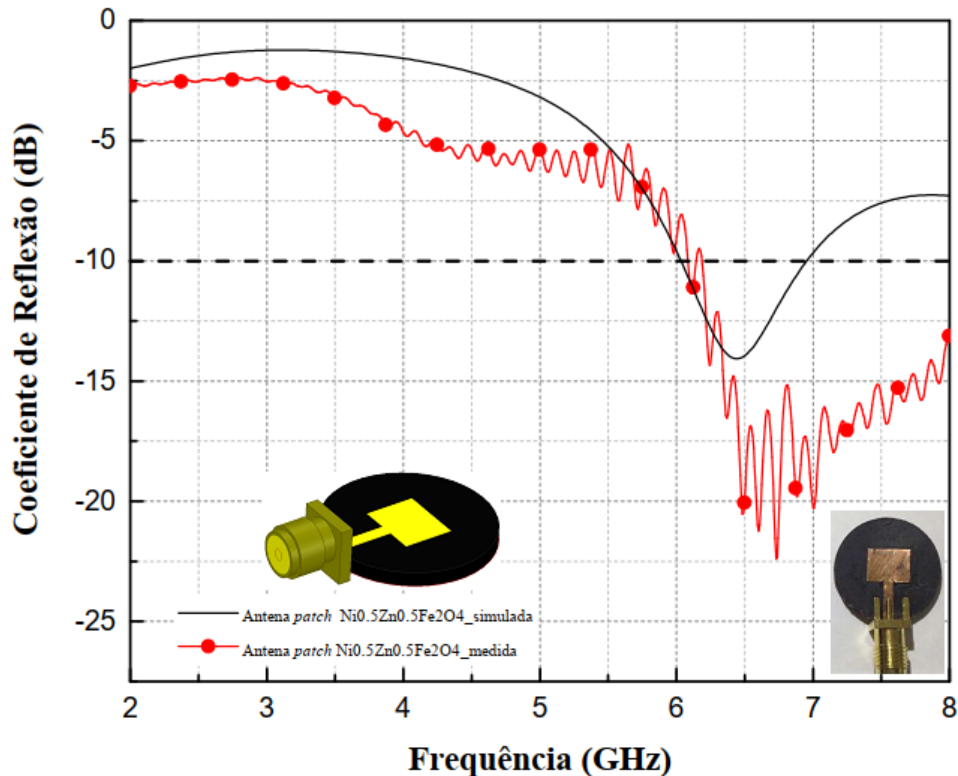 0
-5
-10
-15
-20
-25
Coeficiente de Reflexão (dB)
Antena patch Ni0.5Zn0.5Fe2O4_simulada
Antena patch Ni0.5Zn0.5Fe2O4_medida
2 3 4 5 6 7 8
Frequência (GHz)